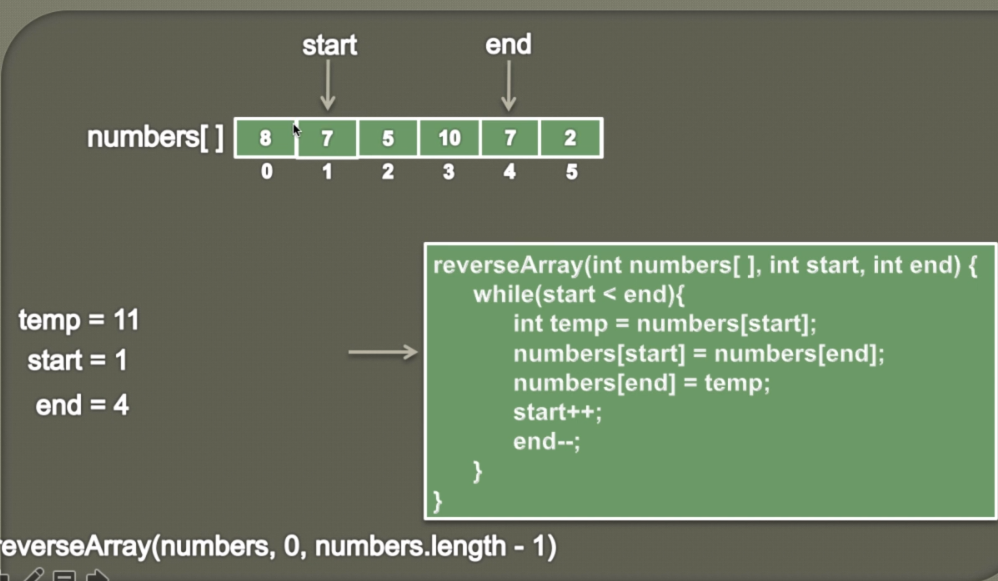 start end
numbers[ ] 8 7 5 10 7 2
0 1 2 3 4 5
reverseArray(int numbers[ ], int start, int end) {
while(start < end){
int temp = numbers[start];
numbers[start] = numbers[end];
numbers[end] = temp;
start++;
end--;
}
}
temp = 11
start = 1
end = 4
reverseArray(numbers, 0, numbers.length - 1)